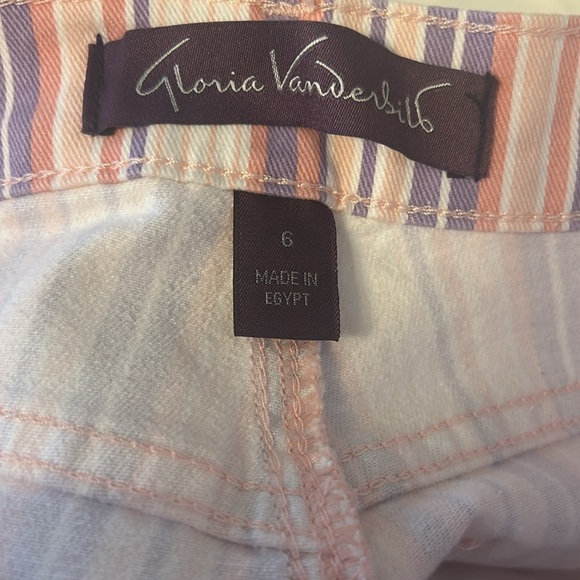 Gloria Vanderbilt
6
MADE IN
EGYPT